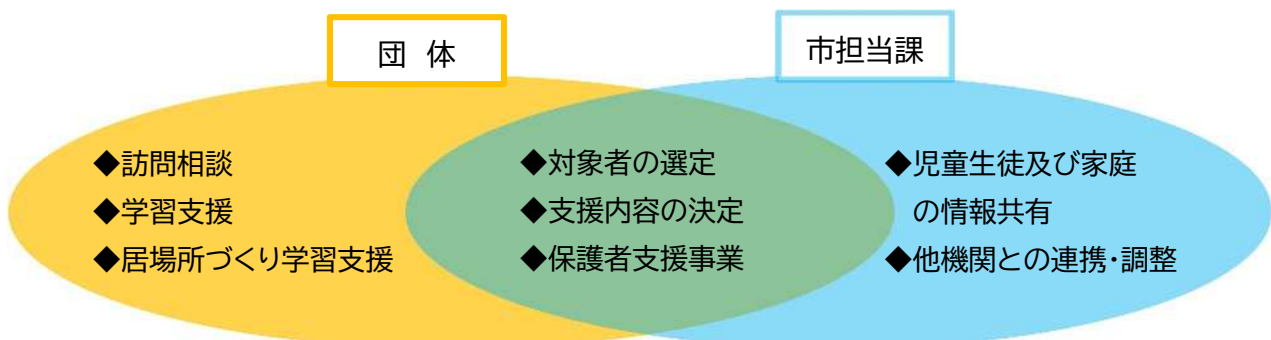 団 体
市担当課
◆訪問相談
◆学習支援
◆居場所づくり学習支援
◆対象者の選定
◆支援内容の決定
◆保護者支援事業
◆児童生徒及び家庭
の情報共有
◆他機関との連携・調整